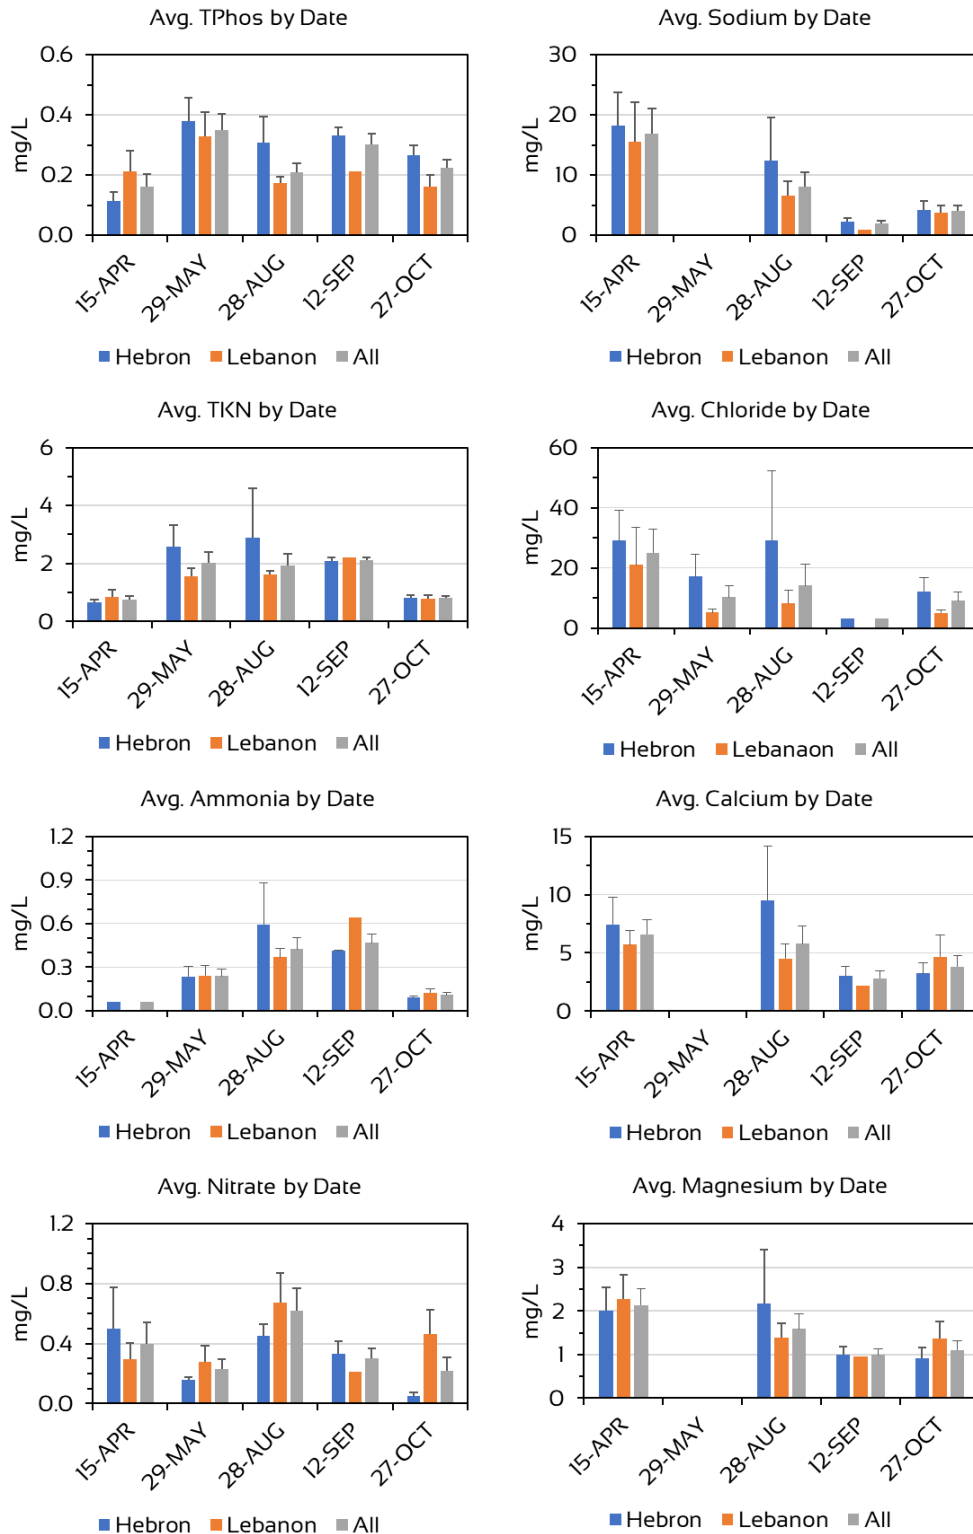 Avg. TPhos by Date
mg/L
0.6
0.4
0.2
0.0
15-APR
29-MAY
28-AUG
12-SEP
27-OCT
Hebron Lebanon All
Avg. Sodium by Date
mg/L
30
20
10
0
15-APR
29-MAY
28-AUG
12-SEP
27-OCT
Hebron Lebanon All
Avg. TKN by Date
mg/L
6
4
2
0
15-APR
29-MAY
28-AUG
12-SEP
27-OCT
Hebron Lebanon All
Avg. Chloride by Date
mg/L
60
40
20
0
15-APR
29-MAY
28-AUG
12-SEP
27-OCT
Hebron Lebanaon All
Avg. Ammonia by Date
mg/L
1.2
0.9
0.6
0.3
0.0
15-APR
29-MAY
28-AUG
12-SEP
27-OCT
Hebron Lebanon All
Avg. Calcium by Date
mg/L
15
10
5
0
15-APR
29-MAY
28-AUG
12-SEP
27-OCT
Hebron Lebanon All
Avg. Nitrate by Date
mg/L
1.2
0.8
0.4
0.0
15-APR
29-MAY
28-AUG
12-SEP
27-OCT
Hebron Lebanon All
Avg. Magnesium by Date
mg/L
4
3
2
1
0
15-APR
29-MAY
28-AUG
12-SEP
27-OCT
Hebron Lebanon All